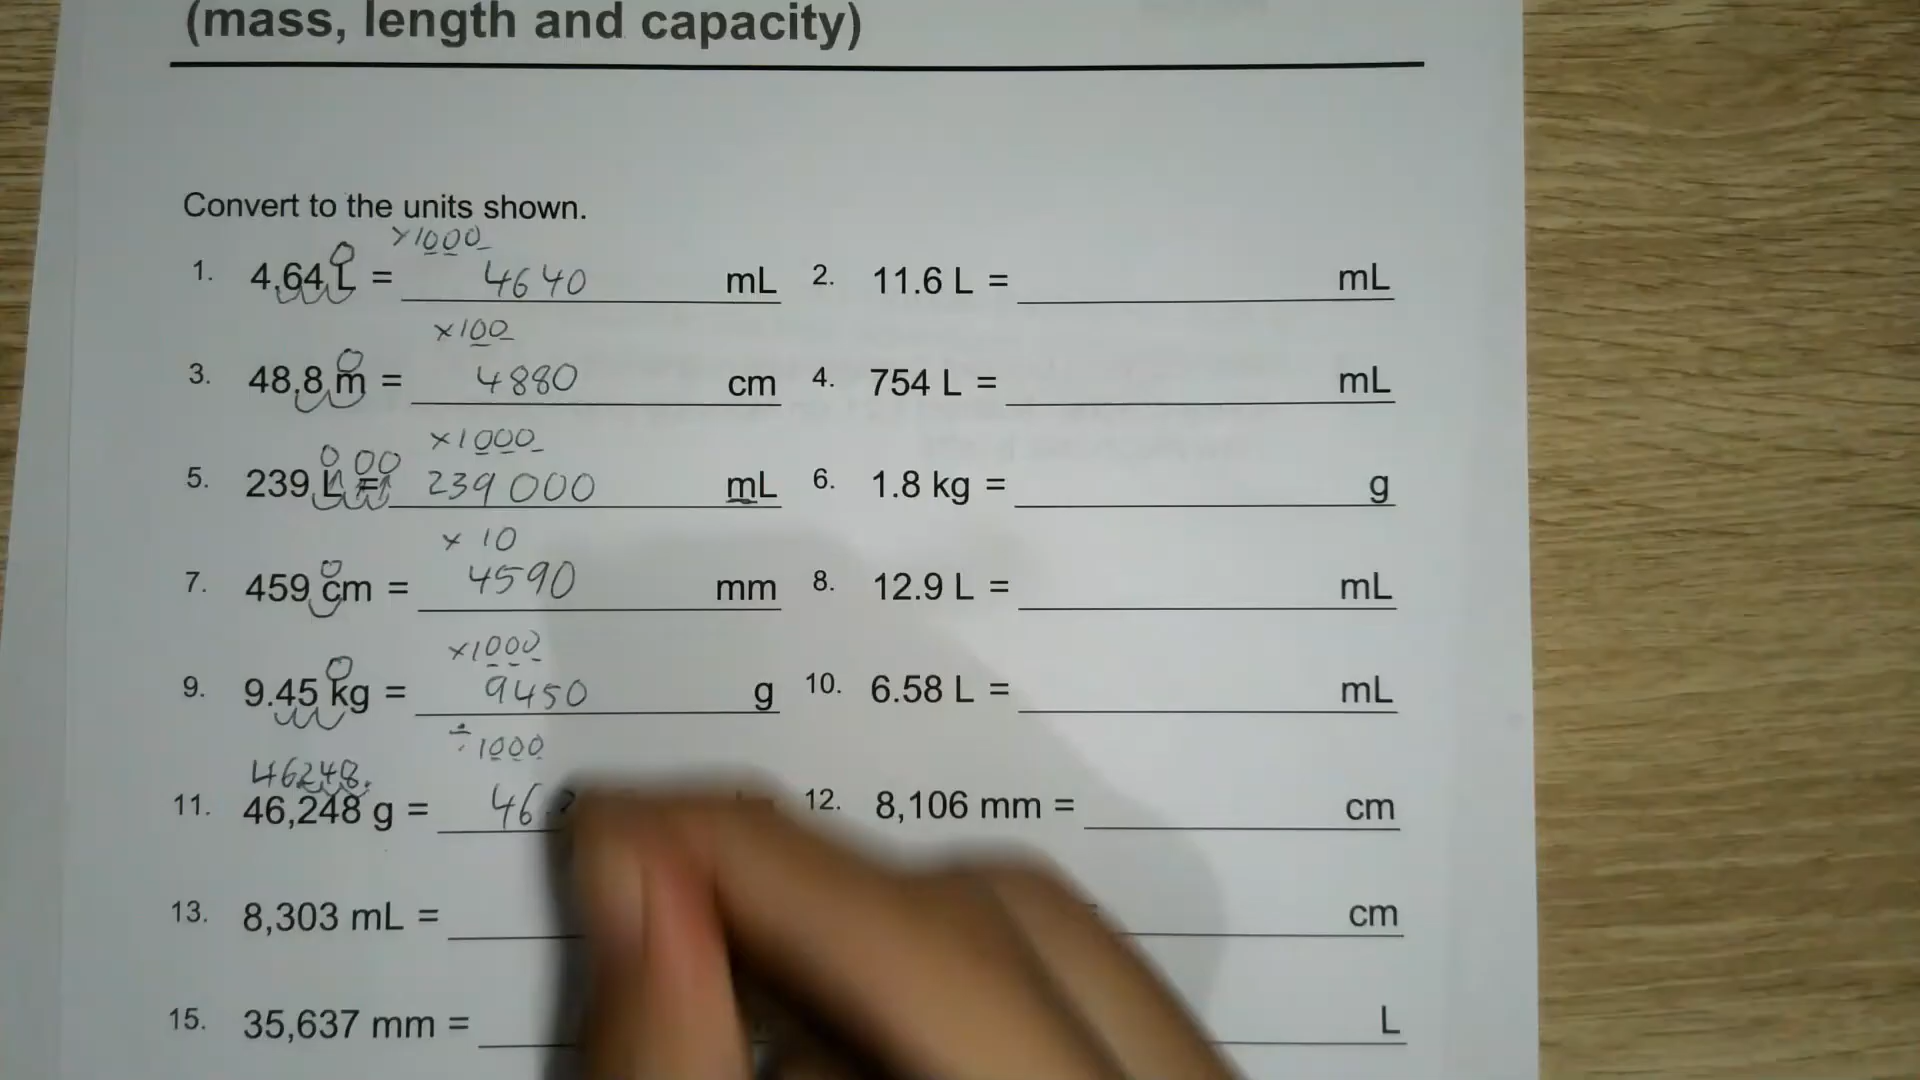 (mass, length and capacity)
Convert to the units shown.
×1000
1. 4.64 L = 4640 mL 2. 11.6 L = mL
×100
3. 48.8 m = 4880 cm 4. 754 L = mL
×1000
5. 239 L = 239 000 mL 6. 1.8 kg = g
× 10
7. 459 cm = 4590 mm 8. 12.9 L = mL
×1000
9. 9.45 kg = 9450 g 10. 6.58 L = mL
÷1000
46248.
11. 46,248 g = 46. 12. 8,106 mm = cm
13. 8,303 mL = cm
15. 35,637 mm = L